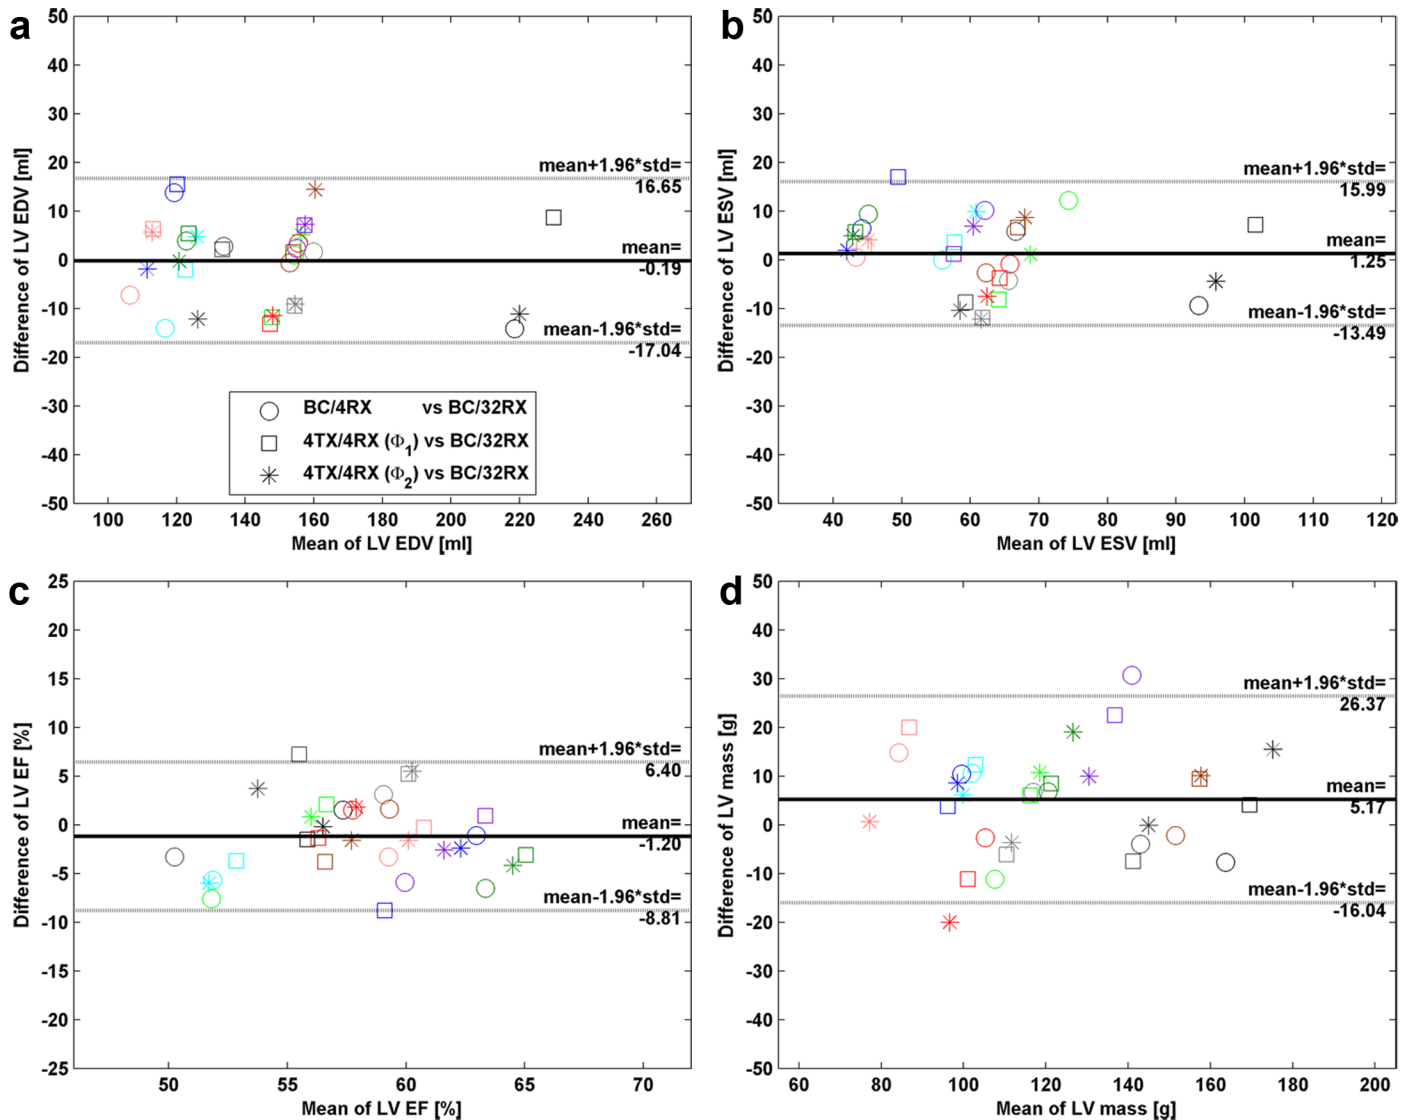 a
50
40
30
20
10
0
-10
-20
-30
-40
-50
Difference of LV EDV [ml]
mean+1.96*std=
16.65
mean=
-0.19
mean-1.96*std=
-17.04
BC/4RX vs BC/32RX
4TX/4RX (Φ1) vs BC/32RX
4TX/4RX (Φ2) vs BC/32RX
100 120 140 160 180 200 220 240 260
Mean of LV EDV [ml]
b
50
40
30
20
10
0
-10
-20
-30
-40
-50
Difference of LV ESV [ml]
mean+1.96*std=
15.99
mean=
1.25
mean-1.96*std=
-13.49
40 50 60 70 80 90 100 110 120
Mean of LV ESV [ml]
c
25
20
15
10
5
0
-5
-10
-15
-20
-25
Difference of LV EF [%]
mean+1.96*std=
6.40
mean=
-1.20
mean-1.96*std=
-8.81
50 55 60 65 70
Mean of LV EF [%]
d
50
40
30
20
10
0
-10
-20
-30
-40
-50
Difference of LV mass [g]
mean+1.96*std=
26.37
mean=
5.17
mean-1.96*std=
-16.04
60 80 100 120 140 160 180 200
Mean of LV mass [g]